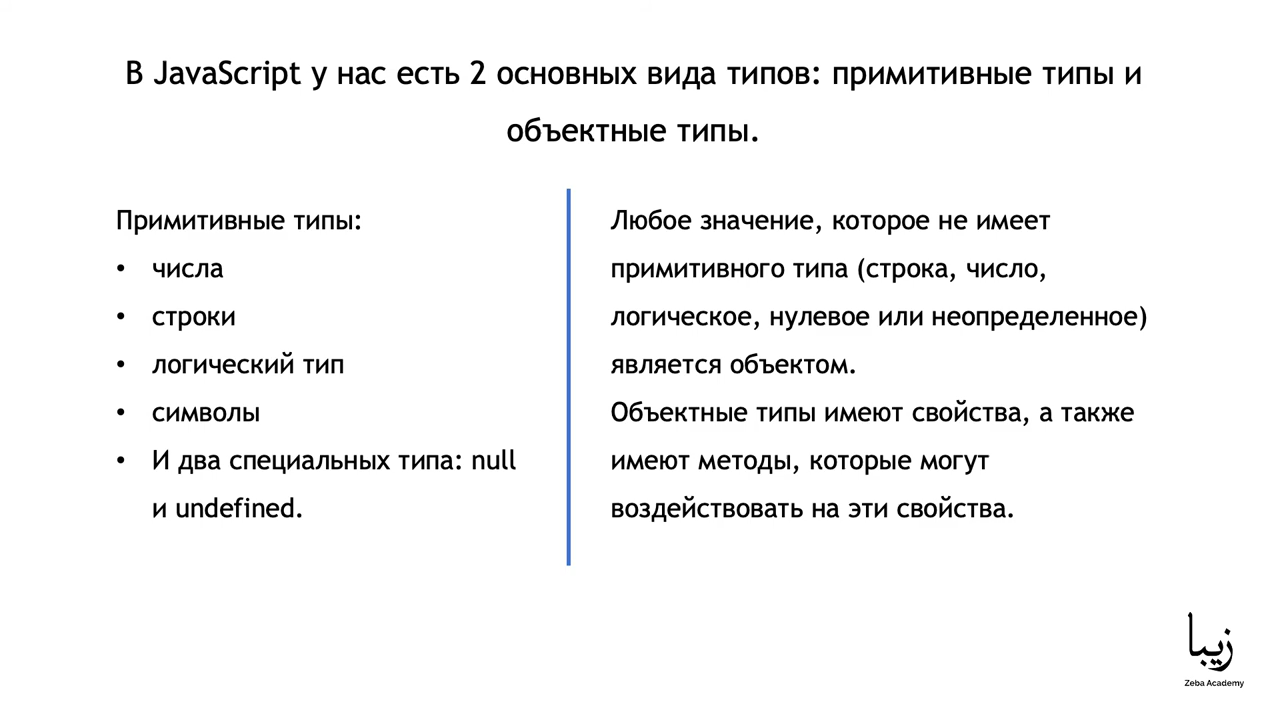 В JavaScript у нас есть 2 основных вида типов: примитивные типы и
объектные типы.
Примитивные типы:
• числа
• строки
• логический тип
• символы
• И два специальных типа: null
и undefined.
Любое значение, которое не имеет
примитивного типа (строка, число,
логическое, нулевое или неопределенное)
является объектом.
Объектные типы имеют свойства, а также
имеют методы, которые могут
воздействовать на эти свойства.
زیبا
Zeba Academy